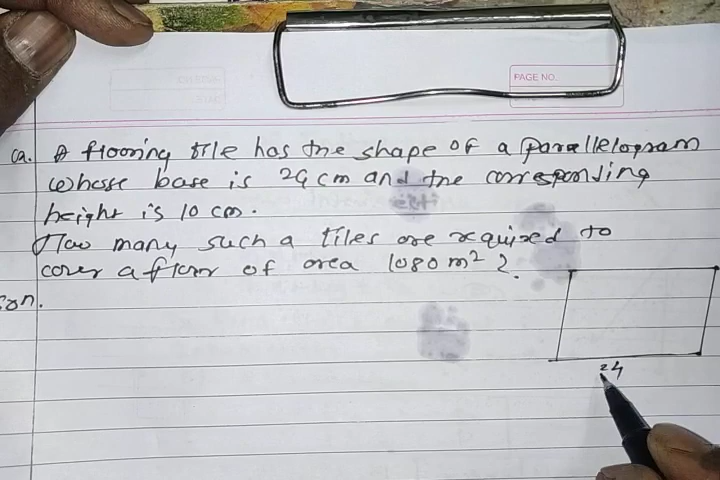 PAGE NO.
Q. A flooring tile has the shape of a parallelogram
whose base is 24 cm and the corresponding
height is 10 cm.
How many such a tiles are required to
cover a floor of area 1080 m² ?
Son.
24